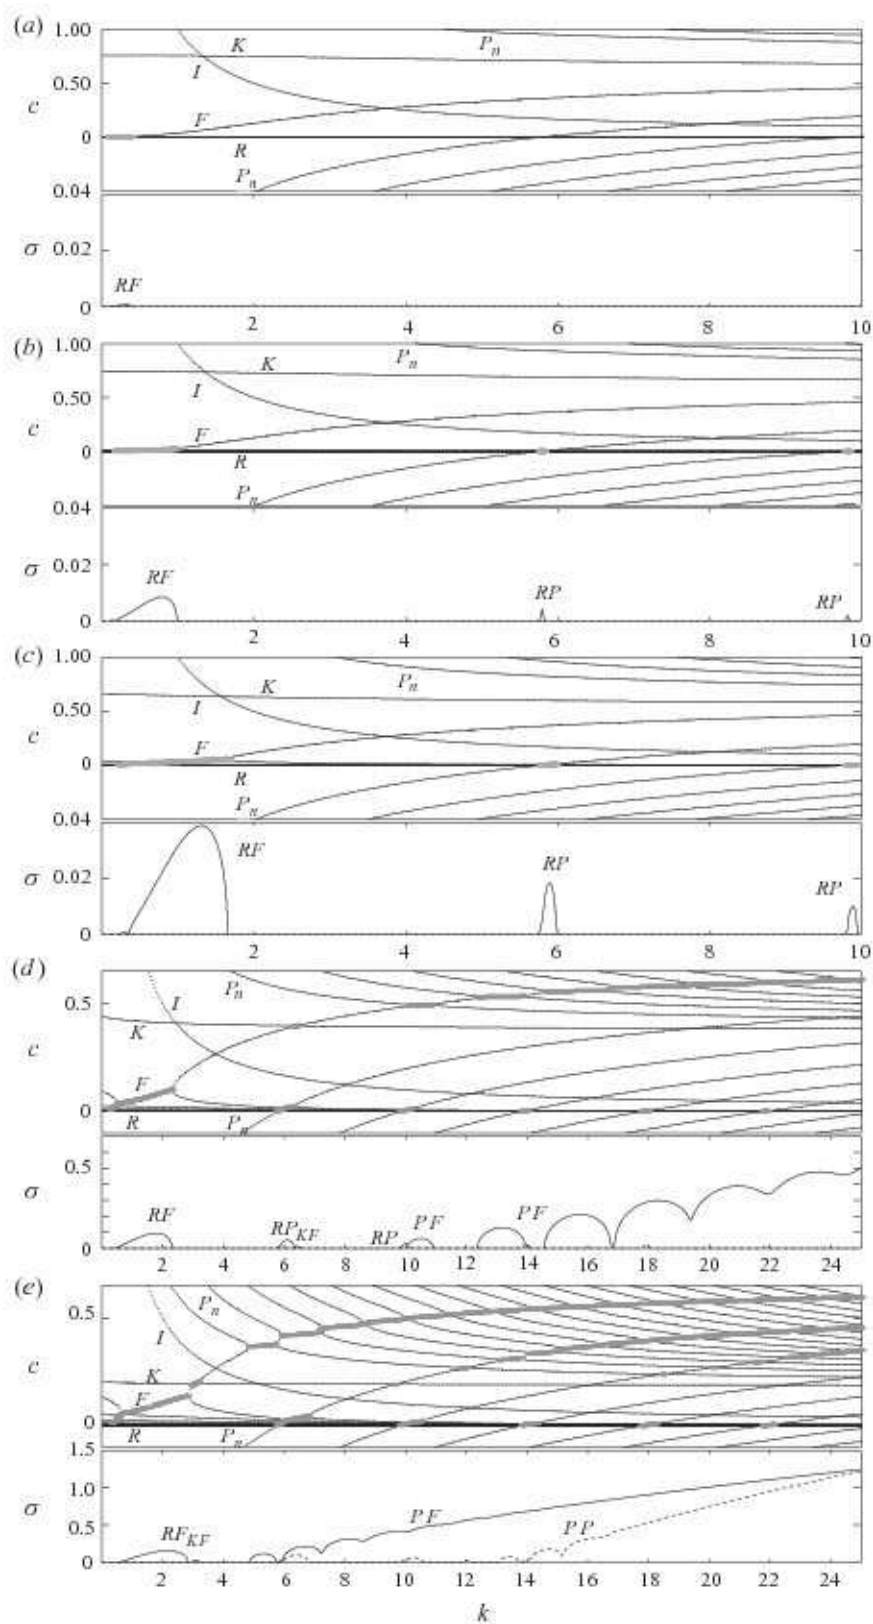 (a)
1.00
0.50
0
0.04
c
K
P_n
I
F
R
P_n
σ
0.02
0
RF
2 4 6 8 10
(b)
1.00
0.50
0
0.04
c
P_n
K
I
F
R
P_n
σ
0.02
0
RF
RP
RP
2 4 6 8 10
(c)
1.00
0.50
0
0.04
c
K
P_n
I
F
R
P_n
σ
0.02
0
RF
RP
RP
2 4 6 8 10
(d)
0.5
0
c
P_n
I
K
F
R
P_n
σ
0.5
0
RF
RP_KF
RP
PF
PF
2 4 6 8 10 12 14 16 18 20 22 24
(e)
0.5
0
c
P_n
I
K
F
R
P_n
σ
1.5
1.0
0.5
0
RF_KF
PF
PP
2 4 6 8 10 12 14 16 18 20 22 24
k